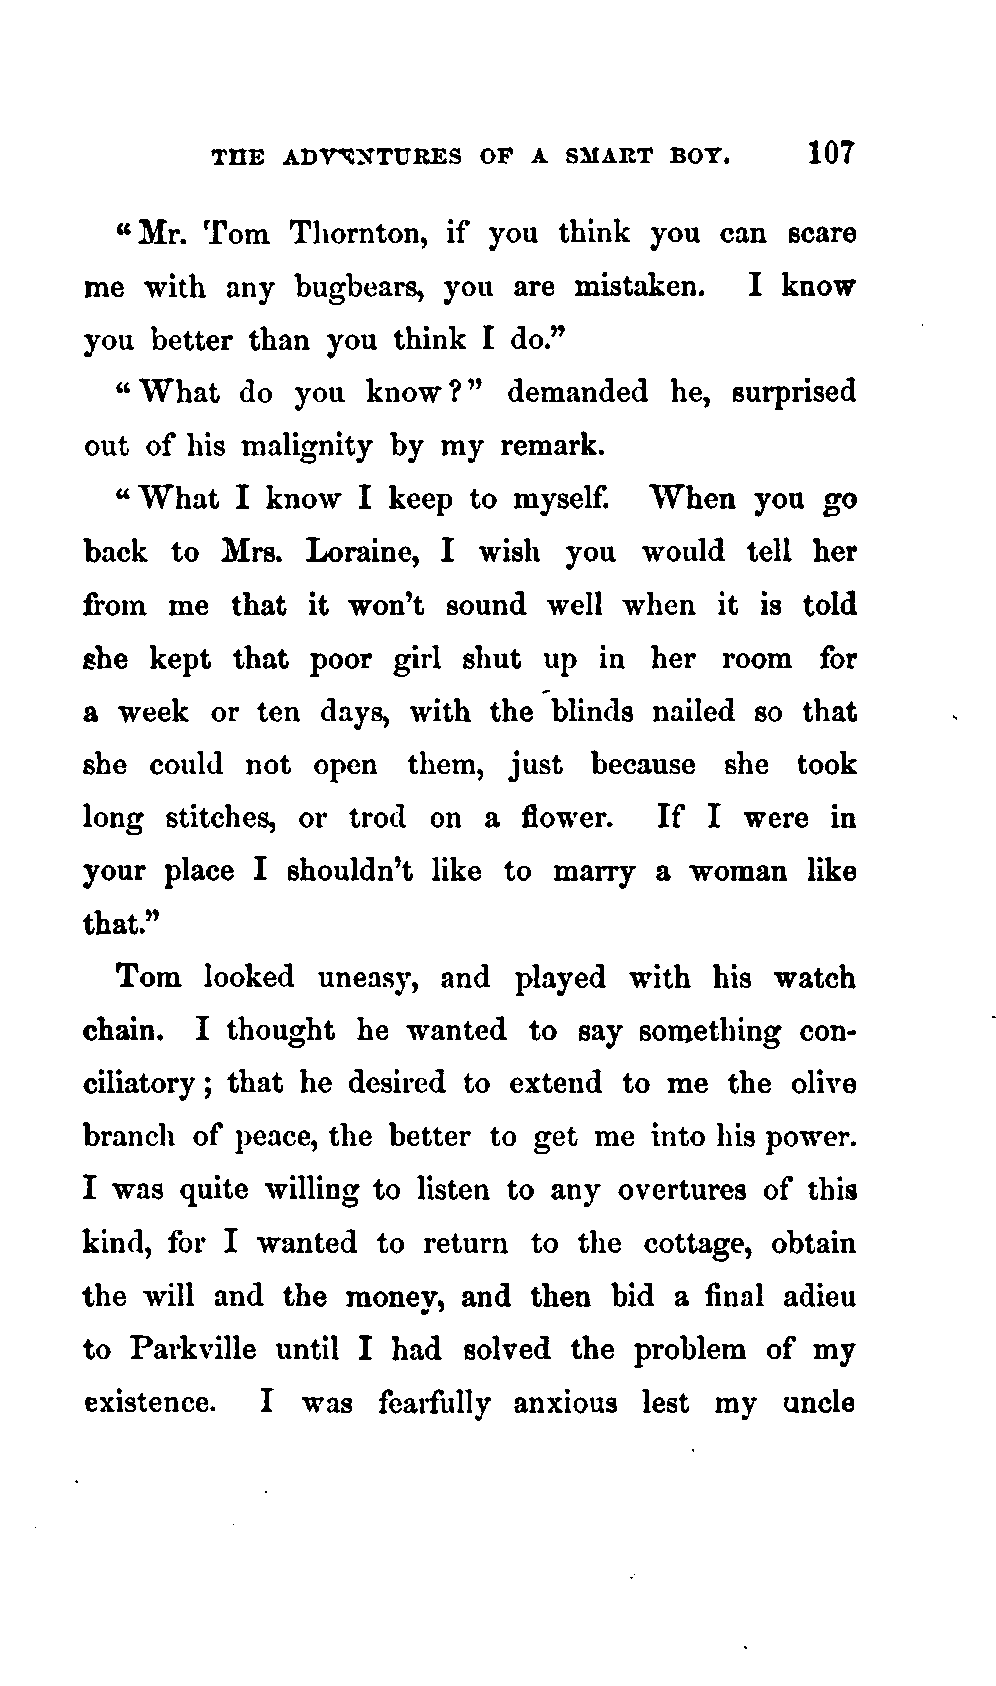 THE ADVENTURES OF A SMART BOY. 107
“Mr. Tom Thornton, if you think you can scare
me with any bugbears, you are mistaken. I know
you better than you think I do.”
“What do you know?” demanded he, surprised
out of his malignity by my remark.
“What I know I keep to myself. When you go
back to Mrs. Loraine, I wish you would tell her
from me that it won’t sound well when it is told
she kept that poor girl shut up in her room for
a week or ten days, with the blinds nailed so that
she could not open them, just because she took
long stitches, or trod on a flower. If I were in
your place I shouldn’t like to marry a woman like
that.”
Tom looked uneasy, and played with his watch
chain. I thought he wanted to say something con-
ciliatory; that he desired to extend to me the olive
branch of peace, the better to get me into his power.
I was quite willing to listen to any overtures of this
kind, for I wanted to return to the cottage, obtain
the will and the money, and then bid a final adieu
to Parkville until I had solved the problem of my
existence. I was fearfully anxious lest my uncle